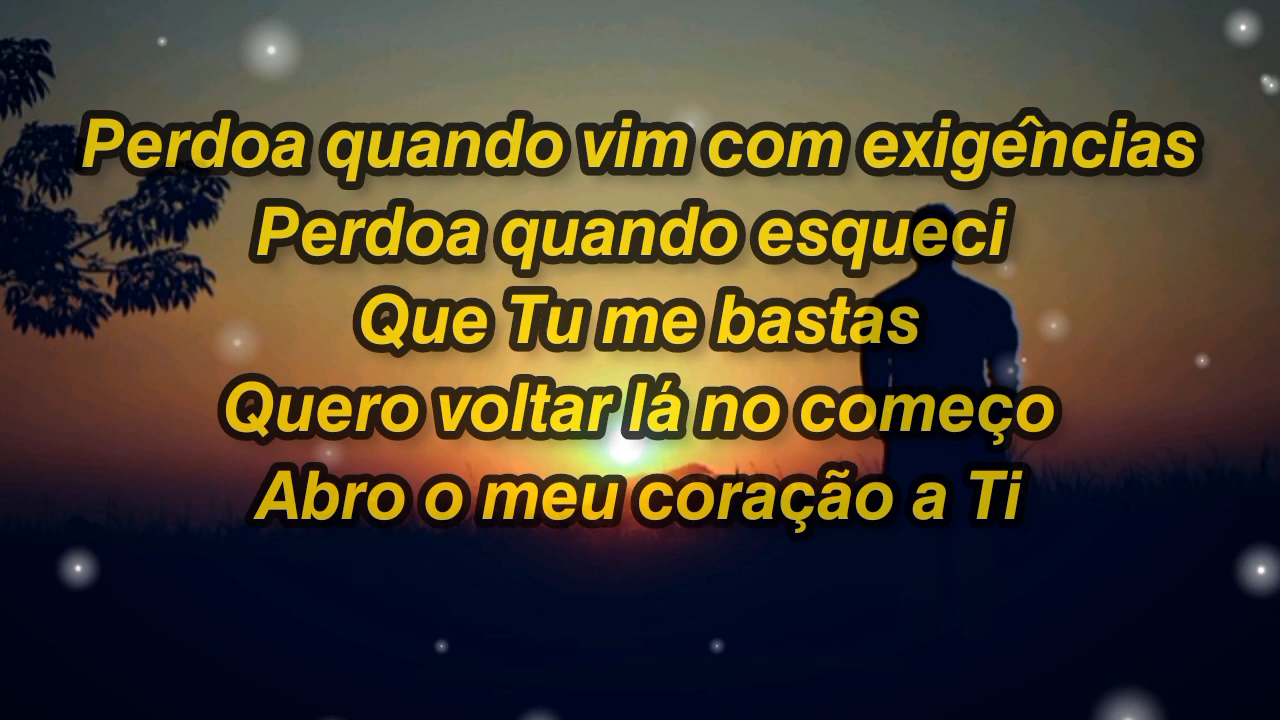 Perdoa quando vim com exigências
Perdoa quando esqueci
Que Tu me bastas
Quero voltar lá no começo
Abro o meu coração a Ti